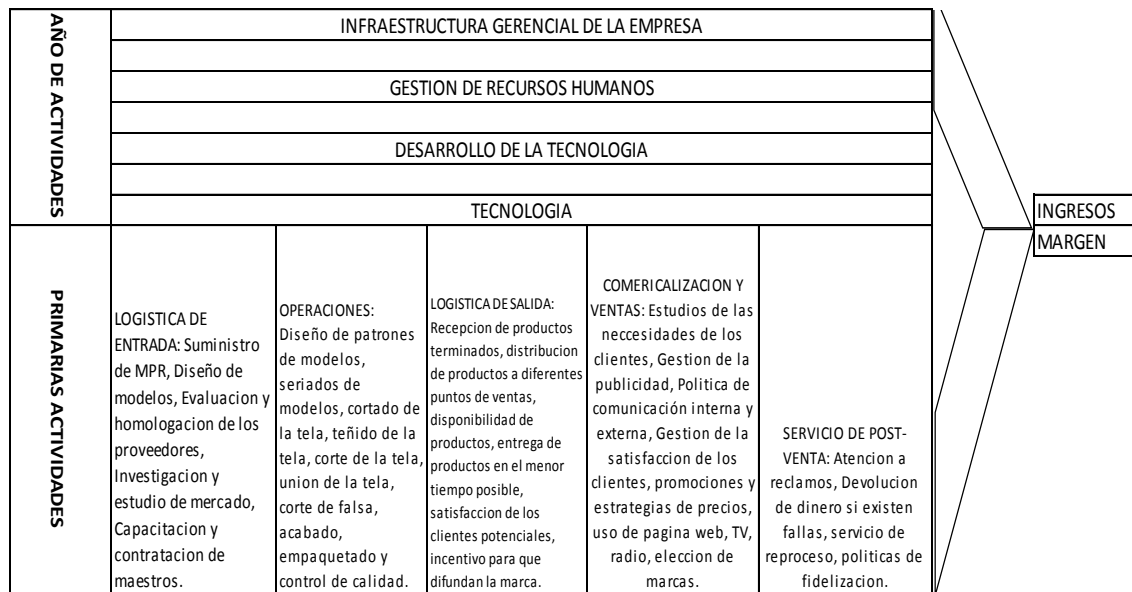 AÑO DE ACTIVIDADES
INFRAESTRUCTURA GERENCIAL DE LA EMPRESA
GESTION DE RECURSOS HUMANOS
DESARROLLO DE LA TECNOLOGIA
TECNOLOGIA
INGRESOS
MARGEN
PRIMARIAS ACTIVIDADES
LOGISTICA DE
ENTRADA: Suministro
de MPR, Diseño de
modelos, Evaluacion y
homologacion de los
proveedores,
Investigacion y
estudio de mercado,
Capacitacion y
contratacion de
maestros.
OPERACIONES:
Diseño de patrones
de modelos,
seriados de
modelos, cortado de
la tela, teñido de la
tela, corte de la tela,
union de la tela,
corte de falsa,
acabado,
empaquetado y
control de calidad.
LOGISTICA DE SALIDA:
Recepcion de productos
terminados, distribucion
de productos a diferentes
puntos de ventas,
disponibilidad de
productos, entrega de
productos en el menor
tiempo posible,
satisfaccion de los
clientes potenciales,
incentivo para que
difundan la marca.
COMERICALIZACION Y
VENTAS: Estudios de las
neccesidades de los
clientes, Gestion de la
publicidad, Politica de
comunicación interna y
externa, Gestion de la
satisfaccion de los
clientes, promociones y
estrategias de precios,
uso de pagina web, TV,
radio, eleccion de
marcas.
SERVICIO DE POST-
VENTA: Atencion a
reclamos, Devolucion
de dinero si existen
fallas, servicio de
reproceso, politicas de
fidelizacion.